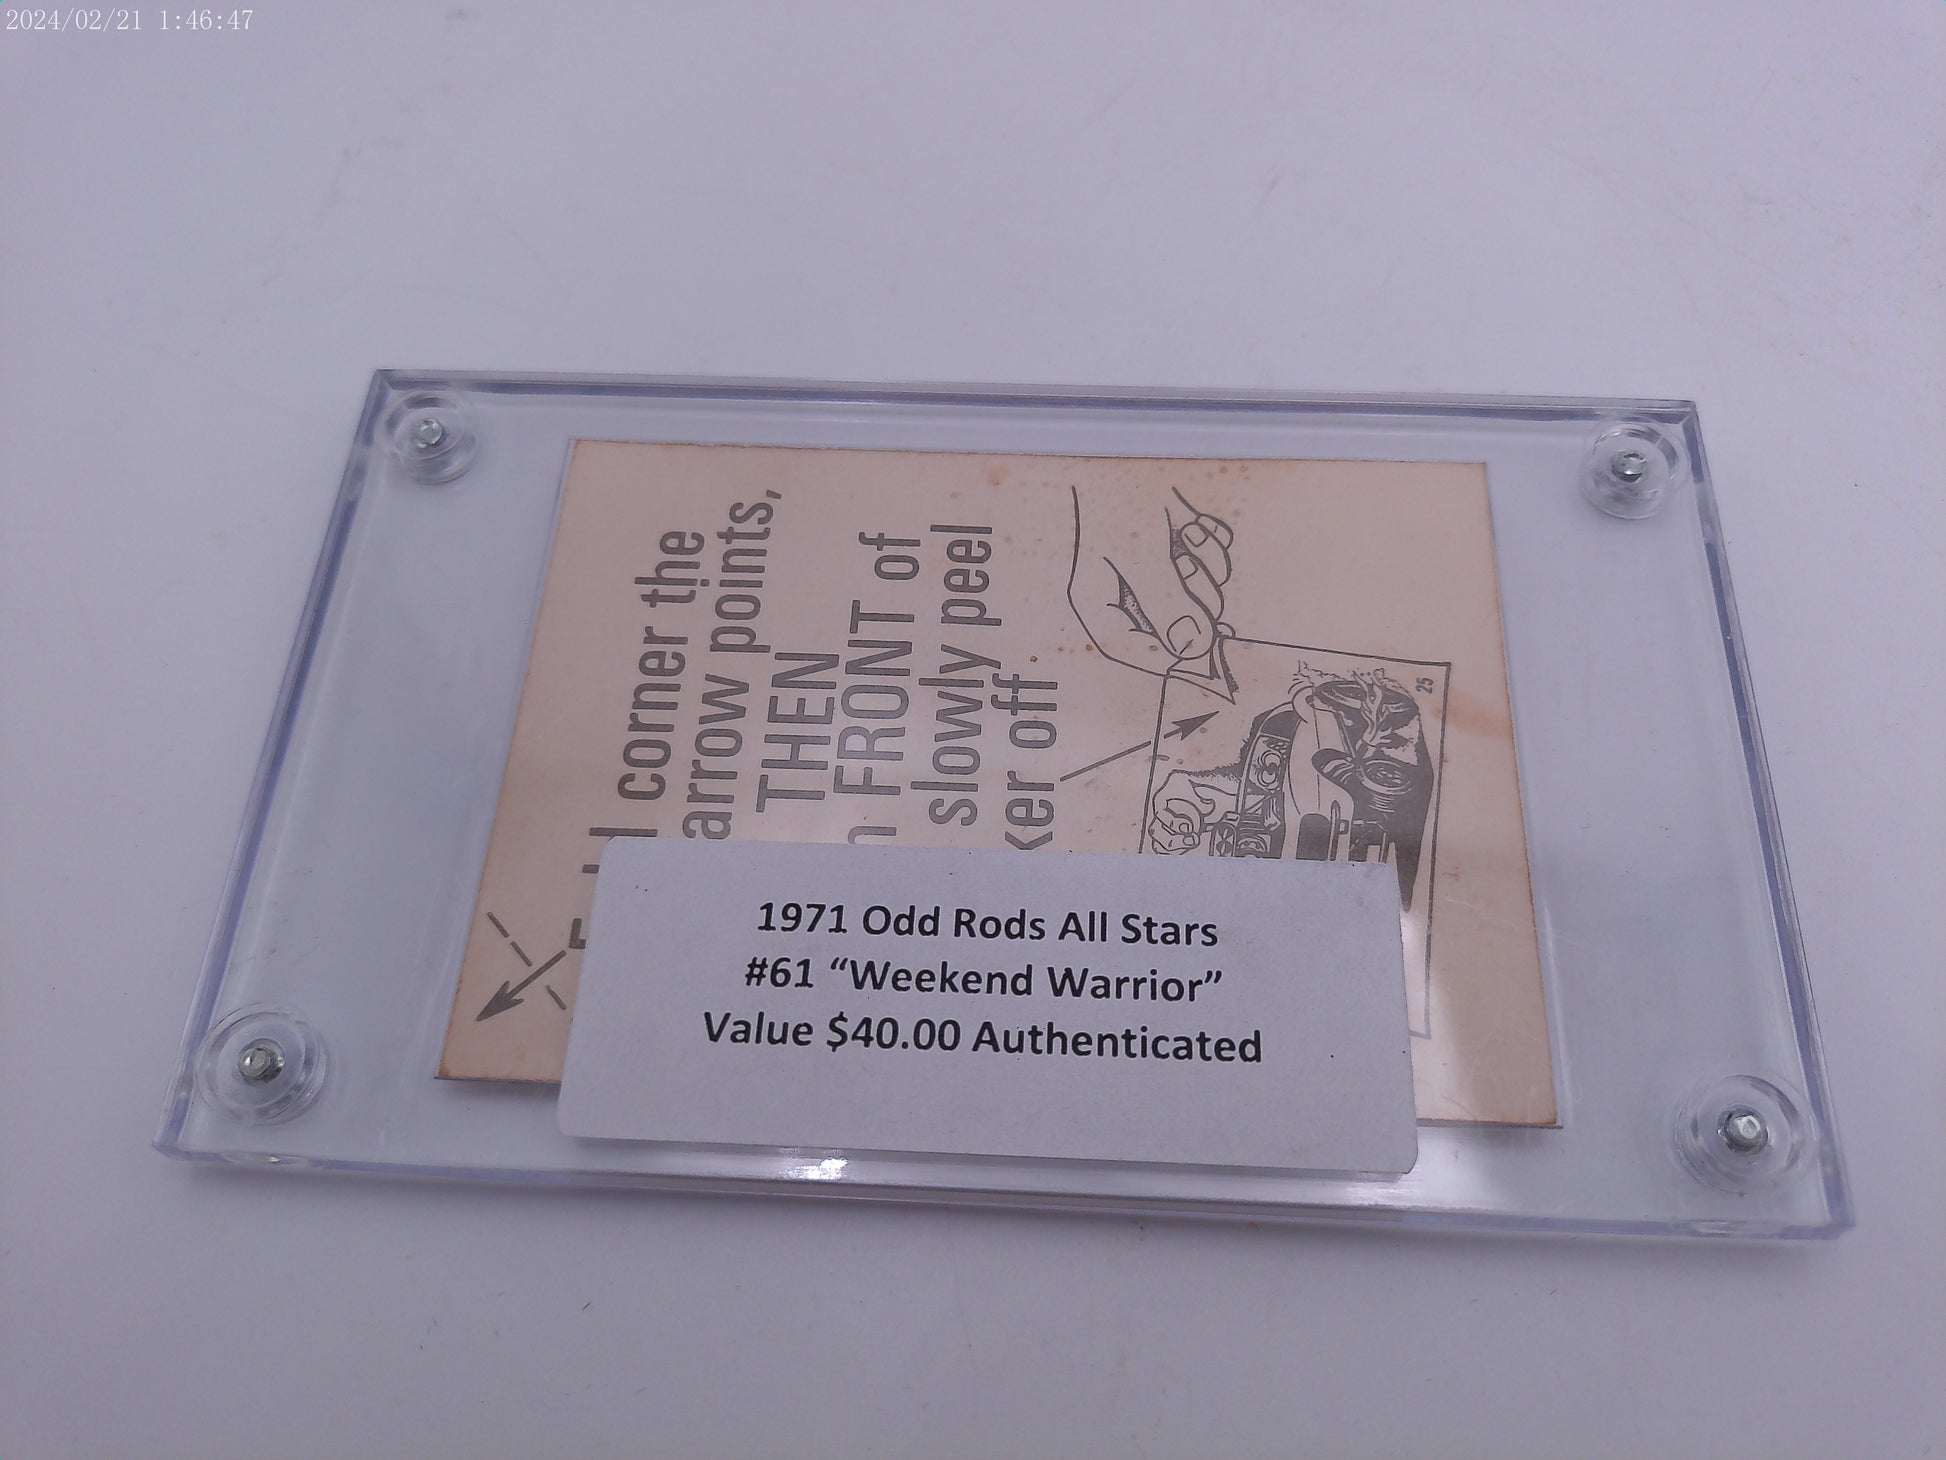 2024/02/21 1:46:47
corner the
arrow points,
THEN
FRONT of
slowly peel
off
25
1971 Odd Rods All Stars
#61 “Weekend Warrior”
Value $40.00 Authenticated